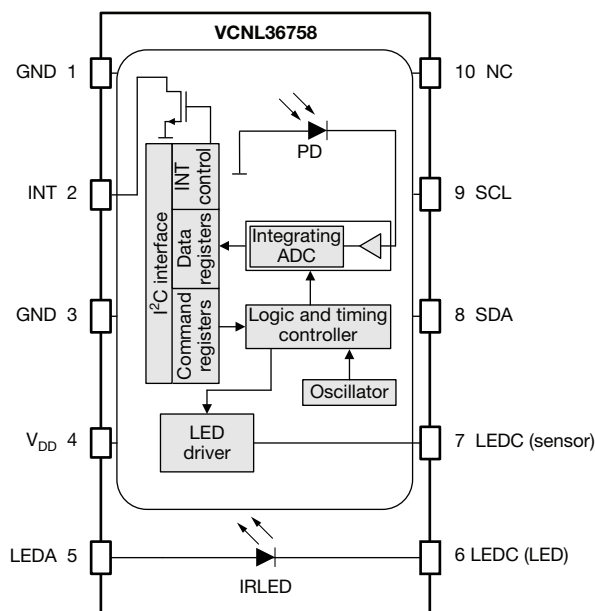 VCNL36758
GND 1
10 NC
PD
INT 2
9 SCL
I²C interface
INT
control
Data
registers
Command
registers
Integrating
ADC
GND 3
8 SDA
Logic and timing
controller
Oscillator
VDD 4
LED
driver
7 LEDC (sensor)
LEDA 5
6 LEDC (LED)
IRLED